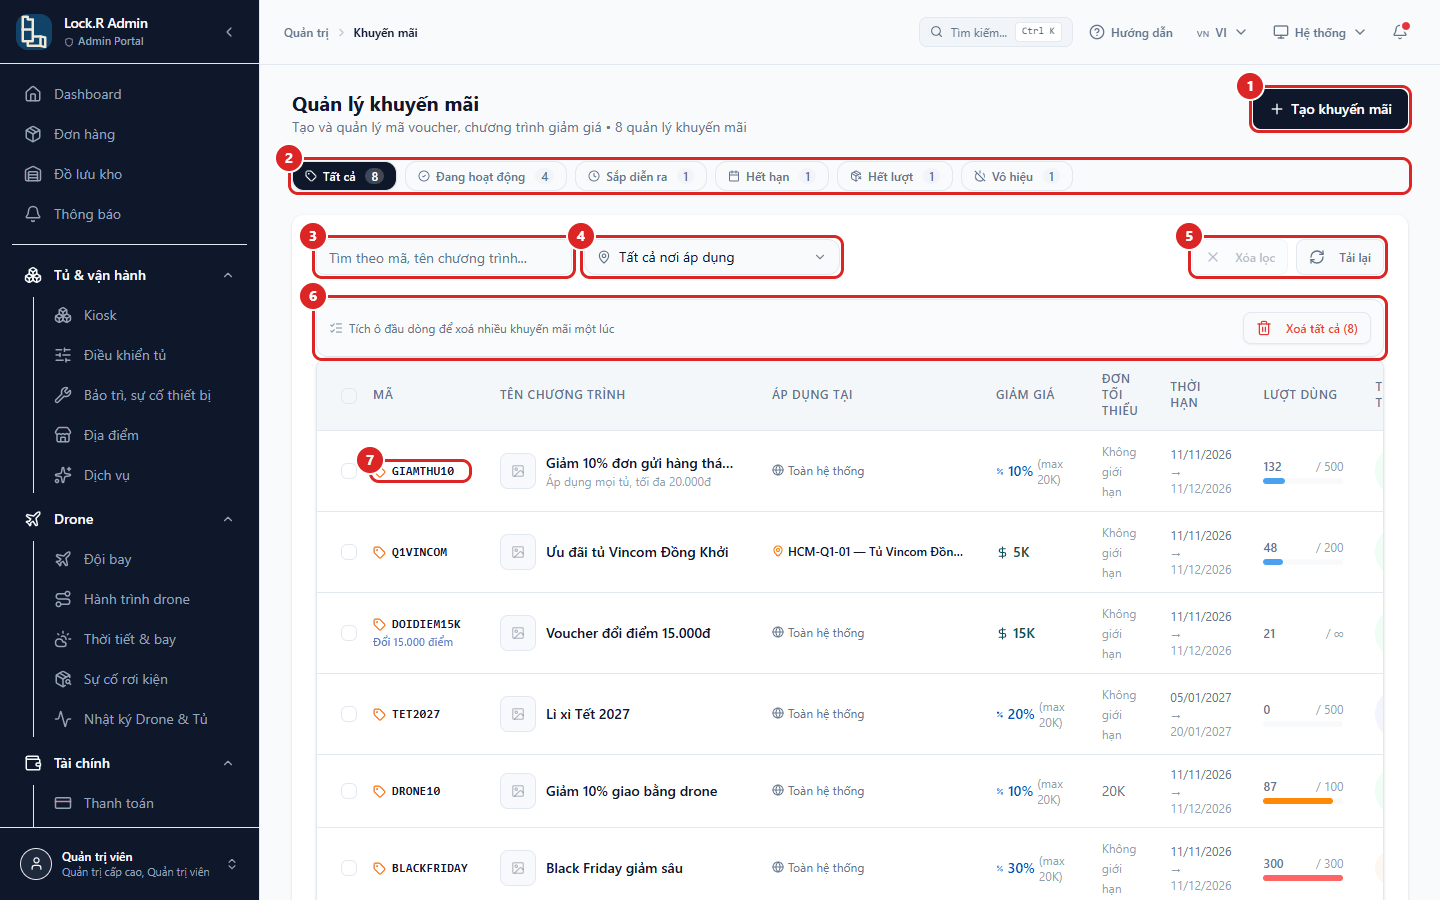 Lock.R Admin
Admin Portal
Dashboard
Đơn hàng
Đồ lưu kho
Thông báo
Tủ & vận hành
Kiosk
Điều khiển tủ
Bảo trì, sự cố thiết bị
Địa điểm
Dịch vụ
Drone
Đội bay
Hành trình drone
Thời tiết & bay
Sự cố rơi kiện
Nhật ký Drone & Tủ
Tài chính
Thanh toán
Quản trị viên
Quản trị cấp cao, Quản trị viên
Quản trị > Khuyến mãi
Tìm kiếm... Ctrl K
Hướng dẫn
VN VI
Hệ thống
Quản lý khuyến mãi
Tạo và quản lý mã voucher, chương trình giảm giá • 8 quản lý khuyến mãi
1
+ Tạo khuyến mãi
2
Tất cả 8
Đang hoạt động 4
Sắp diễn ra 1
Hết hạn 1
Hết lượt 1
Vô hiệu 1
3
Tìm theo mã, tên chương trình...
4
Tất cả nơi áp dụng
5
Xóa lọc
Tải lại
6
Tích ô đầu dòng để xoá nhiều khuyến mãi một lúc
Xoá tất cả (8)
MÃ
TÊN CHƯƠNG TRÌNH
ÁP DỤNG TẠI
GIẢM GIÁ
ĐƠN TỐI THIỂU
THỜI HẠN
LƯỢT DÙNG
T
T
7
GIAMTHU10
Giảm 10% đơn gửi hàng thá...
Áp dụng mọi tủ, tối đa 20.000đ
Toàn hệ thống
% 10% (max 20K)
Không giới hạn
11/11/2026 → 11/12/2026
132 / 500
Q1VINCOM
Ưu đãi tủ Vincom Đồng Khởi
HCM-Q1-01 — Tủ Vincom Đồn...
$ 5K
Không giới hạn
11/11/2026 → 11/12/2026
48 / 200
DOIDIEM15K
Đổi 15.000 điểm
Voucher đổi điểm 15.000đ
Toàn hệ thống
$ 15K
Không giới hạn
11/11/2026 → 11/12/2026
21 / ∞
TET2027
Lì xì Tết 2027
Toàn hệ thống
% 20% (max 20K)
Không giới hạn
05/01/2027 → 20/01/2027
0 / 500
DRONE10
Giảm 10% giao bằng drone
Toàn hệ thống
% 10% (max 20K)
20K
11/11/2026 → 11/12/2026
87 / 100
BLACKFRIDAY
Black Friday giảm sâu
Toàn hệ thống
% 30% (max 20K)
Không giới hạn
11/11/2026 → 11/12/2026
300 / 300